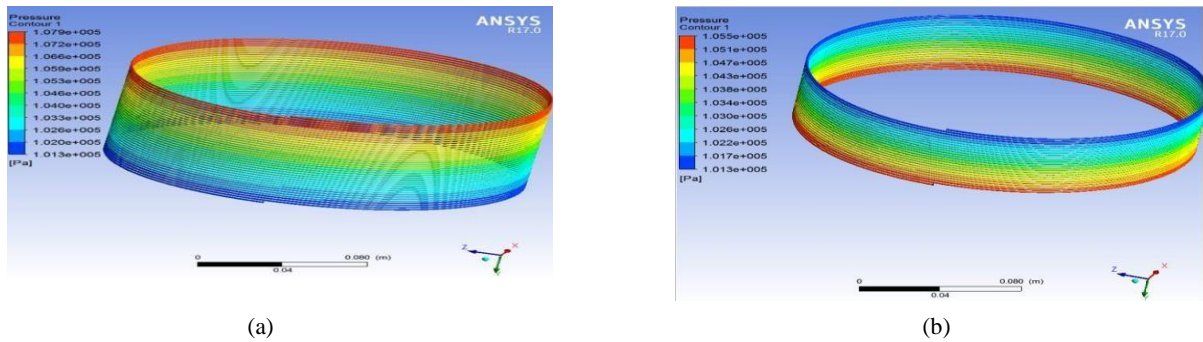 Pressure
Contour 1
1.079e+005
1.072e+005
1.066e+005
1.059e+005
1.053e+005
1.046e+005
1.040e+005
1.033e+005
1.026e+005
1.020e+005
1.013e+005
[Pa]
ANSYS
R17.0
0 0.080 (m)
0.04
Z X
Y
(a)
Pressure
Contour 1
1.055e+005
1.051e+005
1.047e+005
1.043e+005
1.038e+005
1.034e+005
1.030e+005
1.026e+005
1.022e+005
1.017e+005
1.013e+005
[Pa]
ANSYS
R17.0
0 0.080 (m)
0.04
Z X
Y
(b)